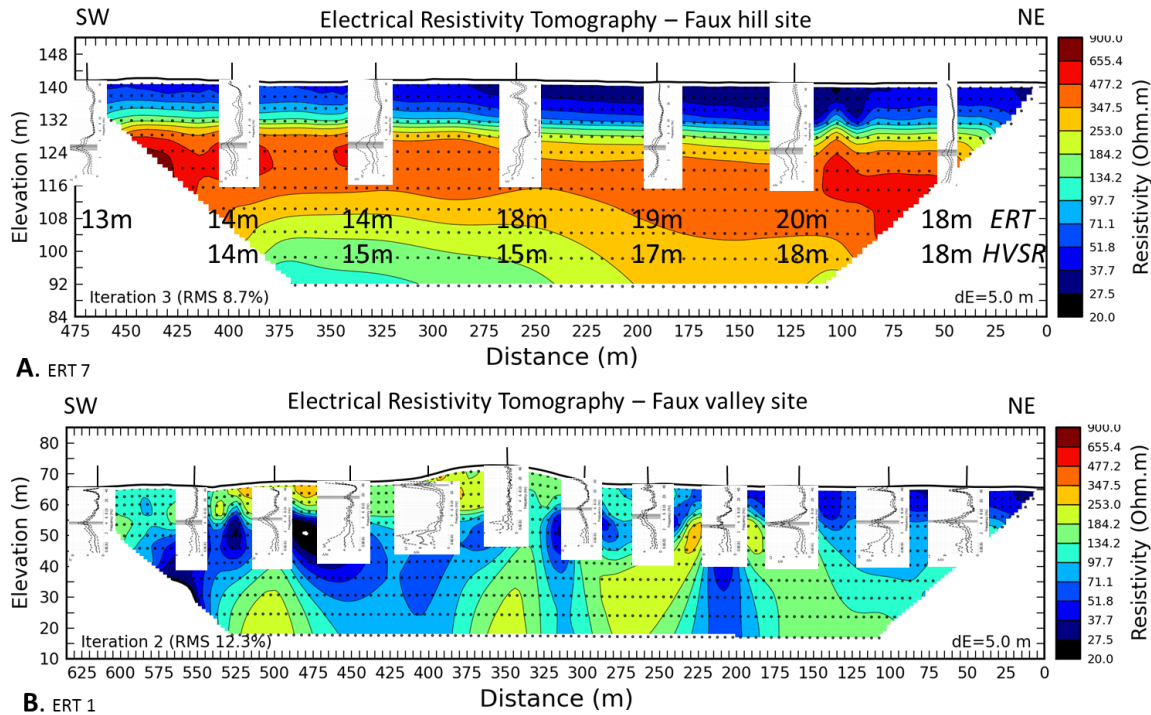 SW
Electrical Resistivity Tomography – Faux hill site
NE
148
140
132
124
116
108
100
92
84
Elevation (m)
13m 14m 14m 18m 19m 20m 18m ERT
14m 15m 15m 17m 18m 18m HVSR
Iteration 3 (RMS 8.7%)
dE=5.0 m
475 450 425 400 375 350 325 300 275 250 225 200 175 150 125 100 75 50 25 0
Distance (m)
900.0
655.4
477.2
347.5
253.0
184.2
134.2
97.7
71.1
51.8
37.7
27.5
20.0
Resistivity (Ohm.m)
A. ERT 7
SW
Electrical Resistivity Tomography – Faux valley site
NE
80
70
60
50
40
30
20
10
Elevation (m)
Iteration 2 (RMS 12.3%)
dE=5.0 m
625 600 575 550 525 500 475 450 425 400 375 350 325 300 275 250 225 200 175 150 125 100 75 50 25 0
Distance (m)
900.0
655.4
477.2
347.5
253.0
184.2
134.2
97.7
71.1
51.8
37.7
27.5
20.0
Resistivity (Ohm.m)
B. ERT 1